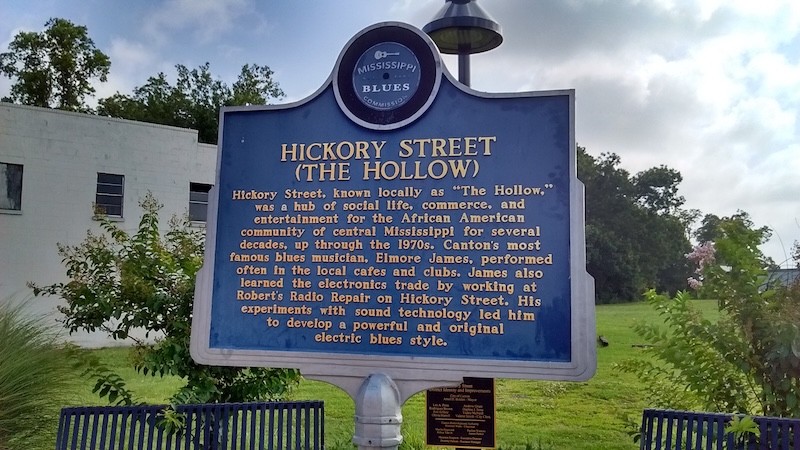 MISSISSIPPI
BLUES
COMMISSION
HICKORY STREET
(THE HOLLOW)
Hickory Street, known locally as "The Hollow,"
was a hub of social life, commerce, and
entertainment for the African American
community of central Mississippi for several
decades, up through the 1970s. Canton's most
famous blues musician, Elmore James, performed
often in the local cafes and clubs. James also
learned the electronics trade by working at
Robert's Radio Repair on Hickory Street. His
experiments with sound technology led him
to develop a powerful and original
electric blues style.